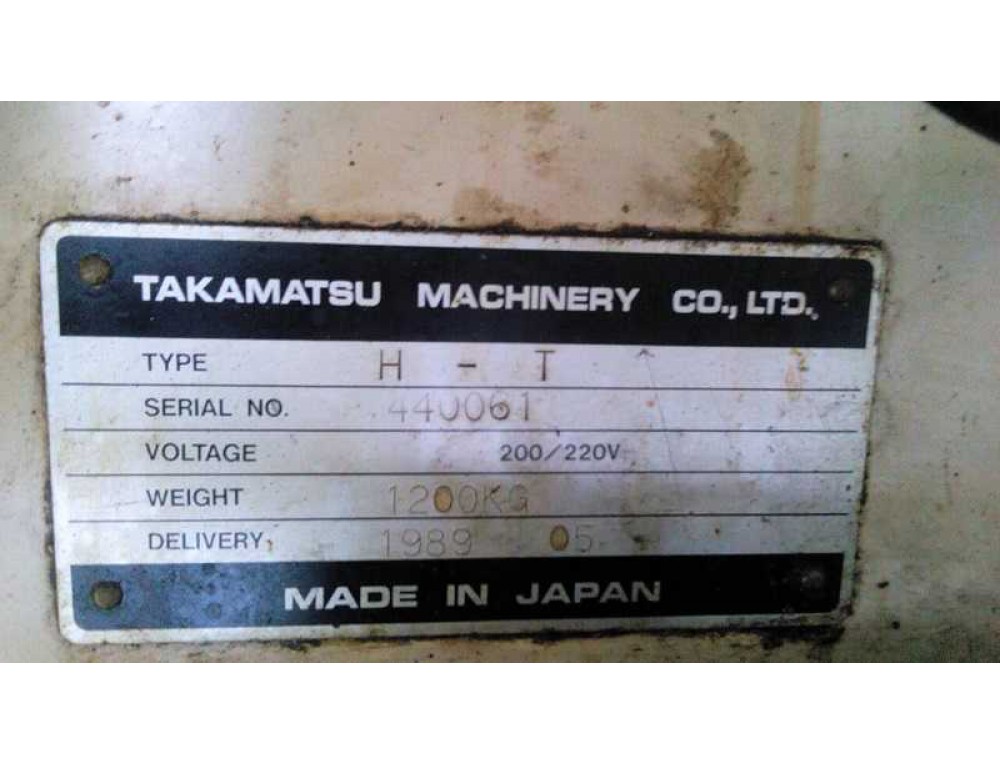 TAKAMATSU MACHINERY CO., LTD.
TYPE H - T
SERIAL NO. 440061
VOLTAGE 200/220V
WEIGHT 1200KG
DELIVERY 1989 05
MADE IN JAPAN